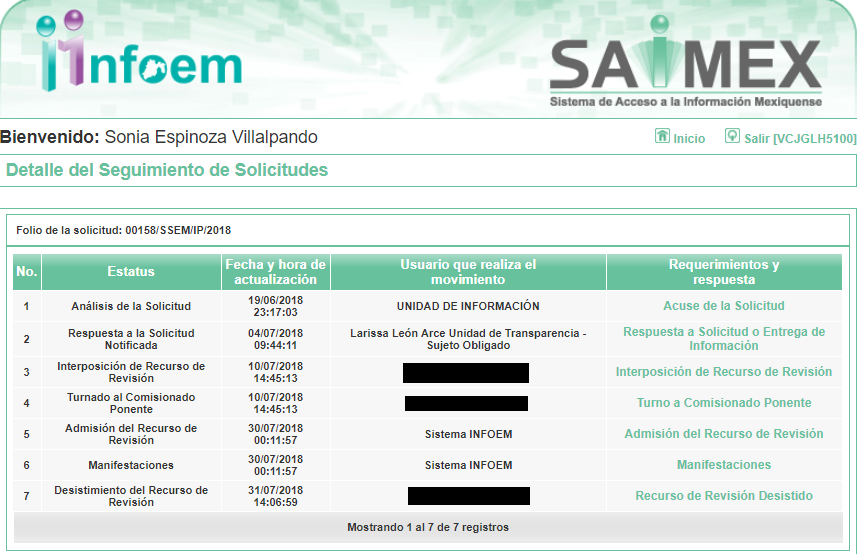 infoem
SAIMEX
Sistema de Acceso a la Información Mexiquense
Bienvenido: Sonia Espinoza Villalpando
Inicio
Salir [VCJGLH5100]
Detalle del Seguimiento de Solicitudes
Folio de la solicitud: 00158/SSEM/IP/2018
No.
Estatus
Fecha y hora de
actualización
Usuario que realiza el
movimiento
Requerimientos y
respuesta
1
Análisis de la Solicitud
19/06/2018
23:17:03
UNIDAD DE INFORMACIÓN
Acuse de la Solicitud
2
Respuesta a la Solicitud
Notificada
04/07/2018
09:44:11
Larissa León Arce Unidad de Transparencia -
Sujeto Obligado
Respuesta a Solicitud o Entrega de
Información
3
Interposición de Recurso de
Revisión
10/07/2018
14:45:13
Interposición de Recurso de Revisión
4
Turnado al Comisionado
Ponente
10/07/2018
14:45:13
Turno a Comisionado Ponente
5
Admisión del Recurso de
Revisión
30/07/2018
00:11:57
Sistema INFOEM
Admisión del Recurso de Revisión
6
Manifestaciones
30/07/2018
00:11:57
Sistema INFOEM
Manifestaciones
7
Desistimiento del Recurso de
Revisión
31/07/2018
14:06:59
Recurso de Revisión Desistido
Mostrando 1 al 7 de 7 registros